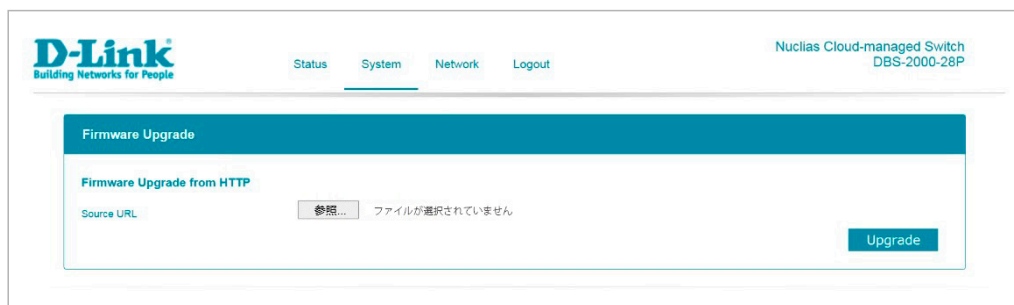 D-Link
Building Networks for People
Status System Network Logout
Nuclias Cloud-managed Switch
DBS-2000-28P
Firmware Upgrade
Firmware Upgrade from HTTP
Source URL 参照... ファイルが選択されていません
Upgrade